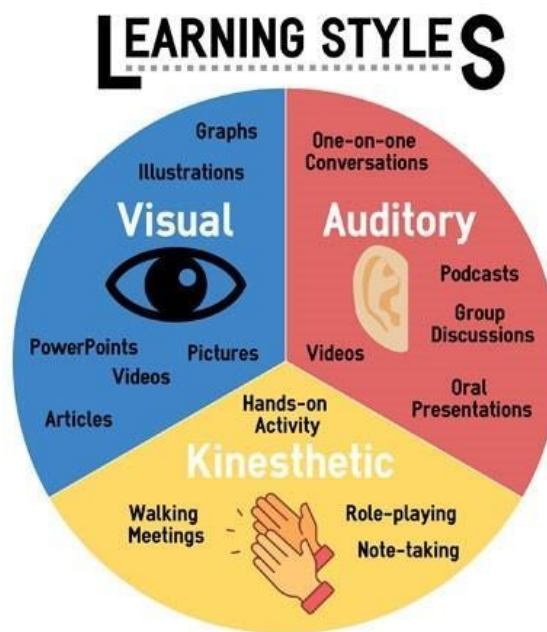 LEARNING STYLES
Graphs
Illustrations
Visual
PowerPoints
Videos
Pictures
Articles
One-on-one
Conversations
Auditory
Podcasts
Group
Discussions
Videos
Oral
Presentations
Hands-on
Activity
Kinesthetic
Walking
Meetings
Role-playing
Note-taking